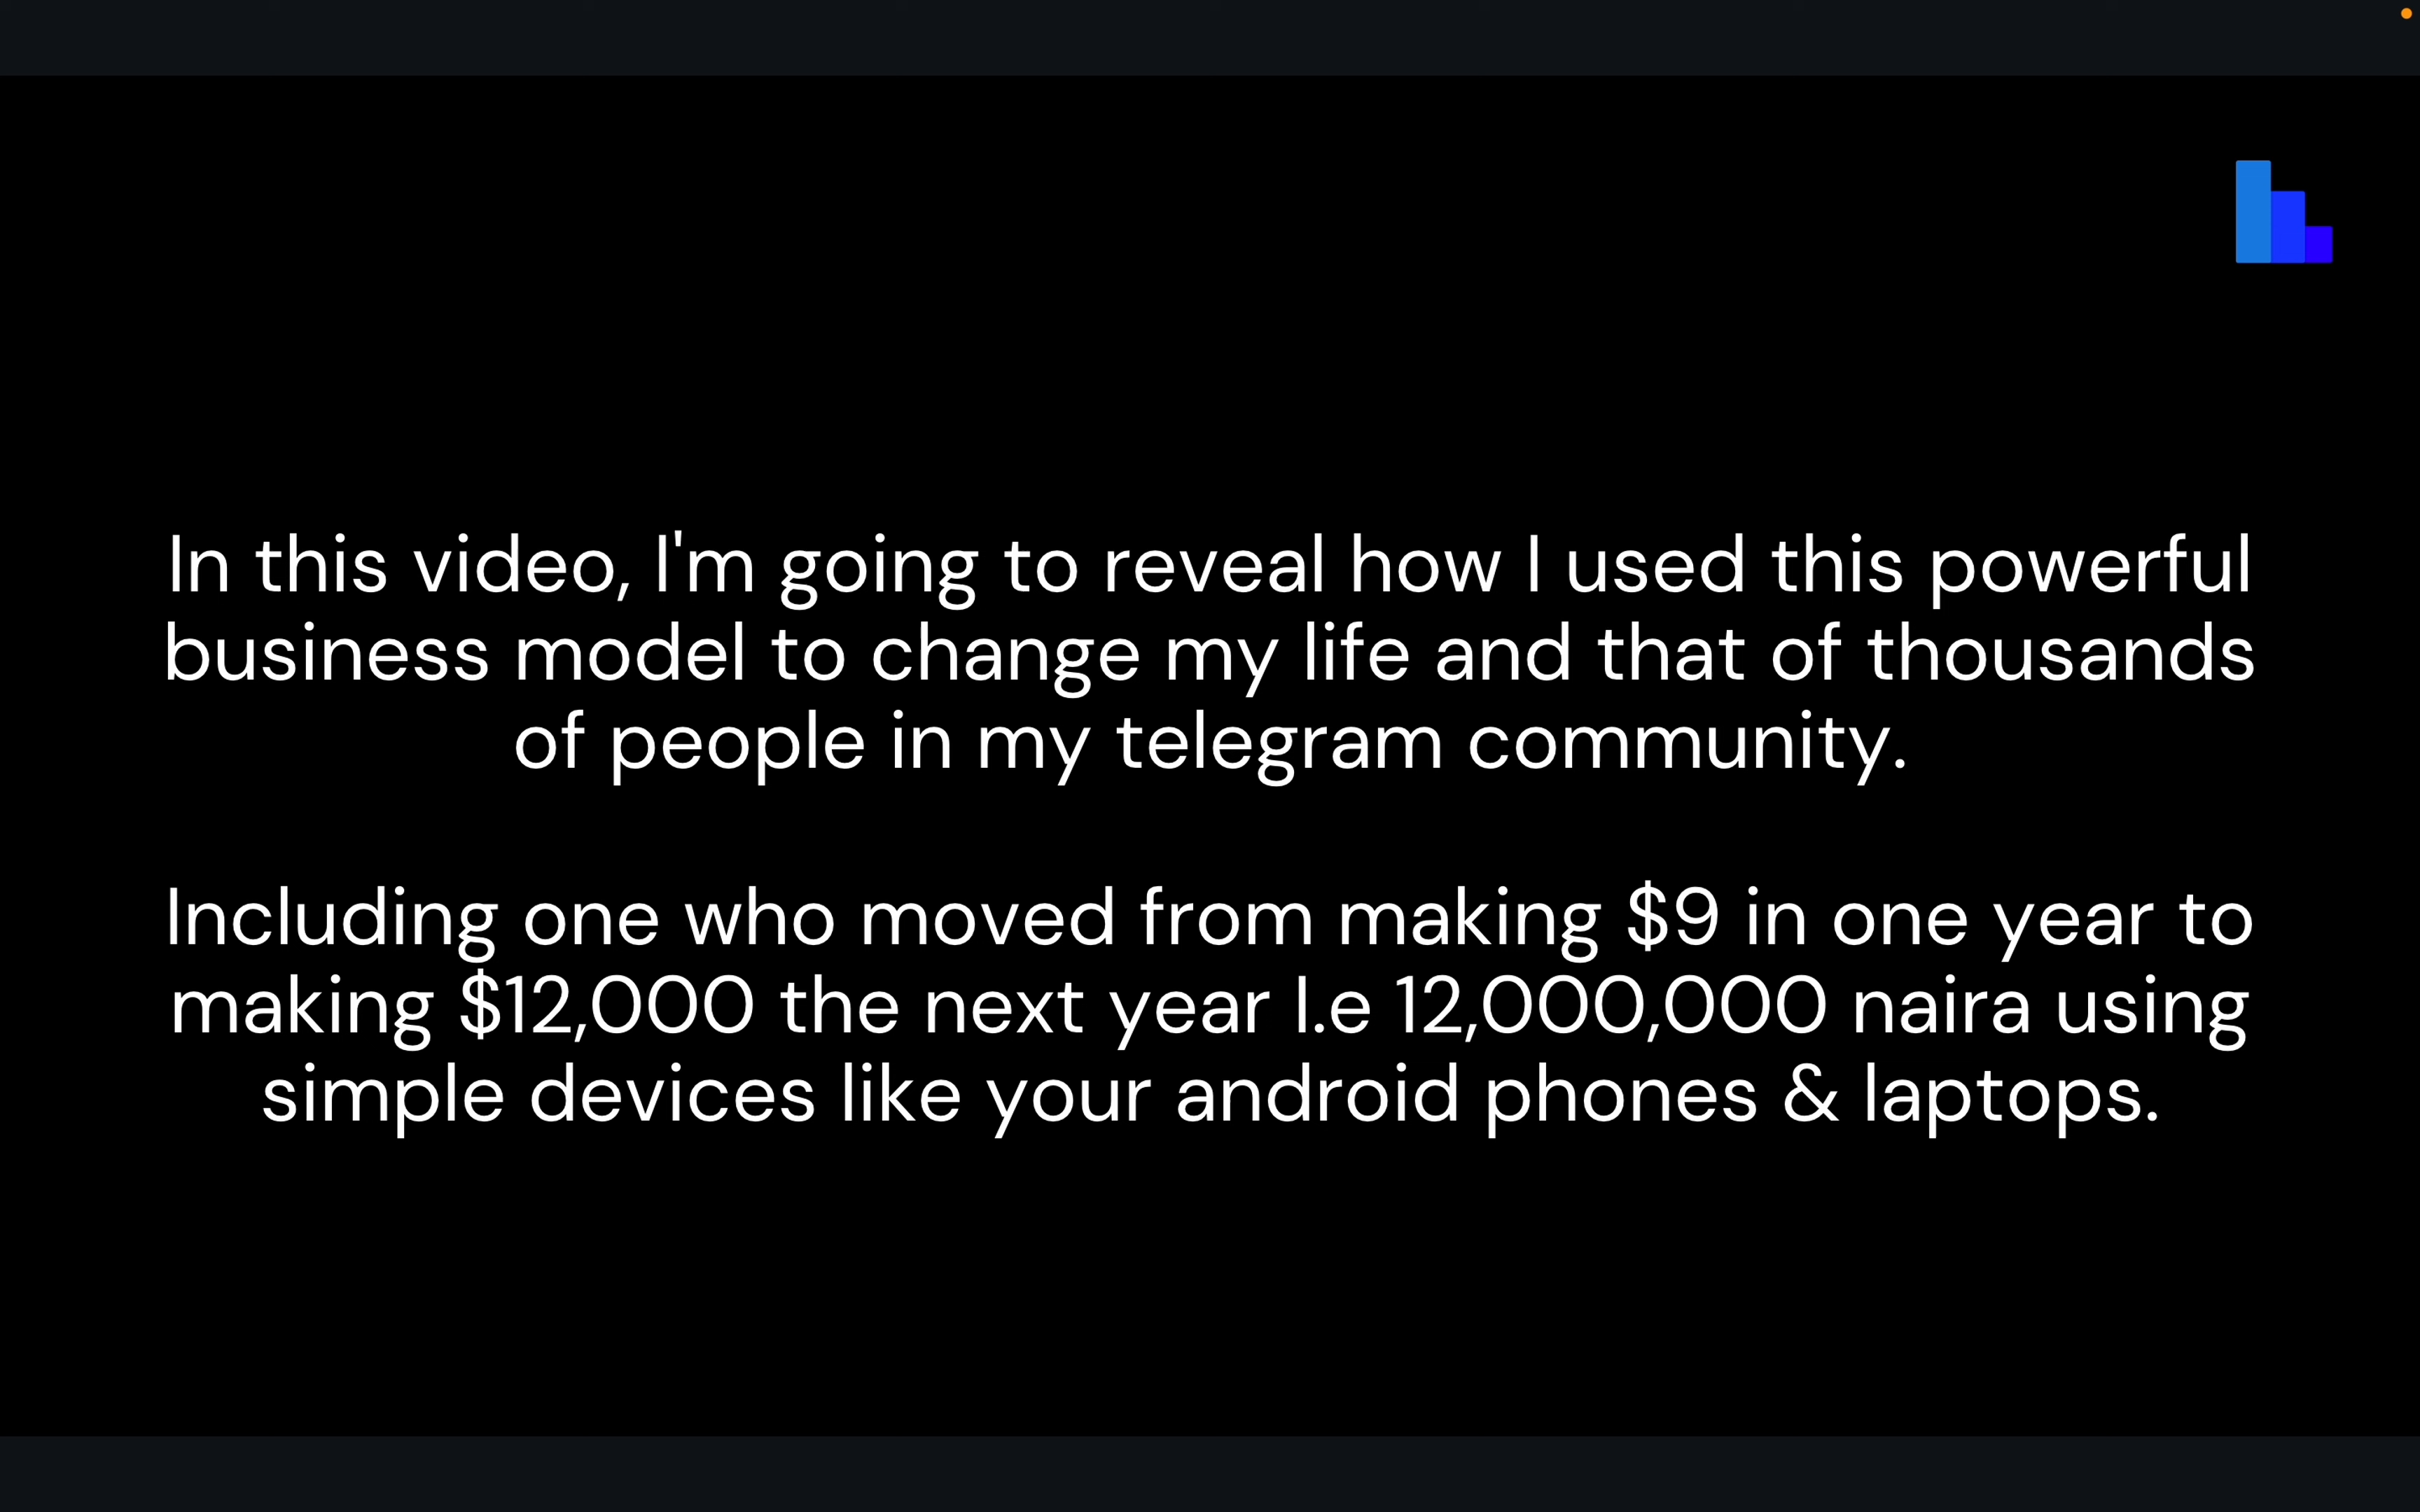 In this video, I'm going to reveal how I used this powerful
business model to change my life and that of thousands
of people in my telegram community.
Including one who moved from making $9 in one year to
making $12,000 the next year I.e 12,000,000 naira using
simple devices like your android phones & laptops.